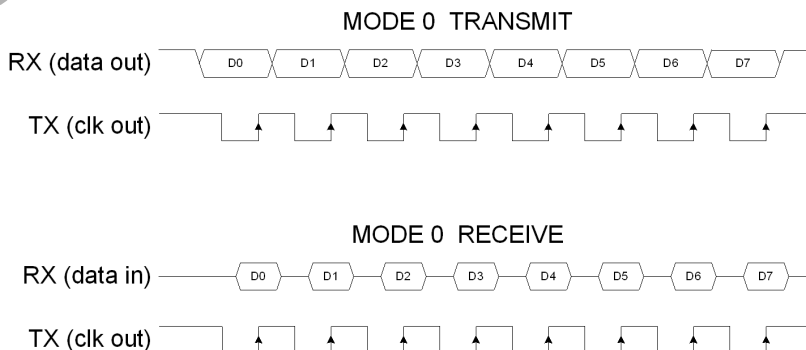 MODE 0 TRANSMIT
RX (data out) D0 D1 D2 D3 D4 D5 D6 D7
TX (clk out)
MODE 0 RECEIVE
RX (data in) D0 D1 D2 D3 D4 D5 D6 D7
TX (clk out)